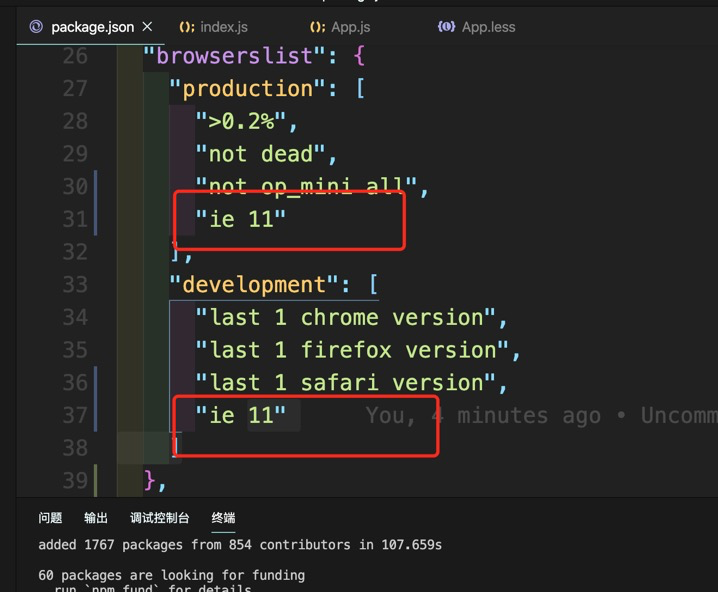 package.json
index.js
App.js
App.less
26 "browserslist": {
27 "production": [
28 ">0.2%",
29 "not dead",
30 "not op_mini all",
31 "ie 11"
32 ],
33 "development": [
34 "last 1 chrome version",
35 "last 1 firefox version",
36 "last 1 safari version",
37 "ie 11" You, 4 minutes ago • Uncomm
38 ]
39 },
问题 输出 调试控制台 终端
added 1767 packages from 854 contributors in 107.659s
60 packages are looking for funding
run `npm fund` for details